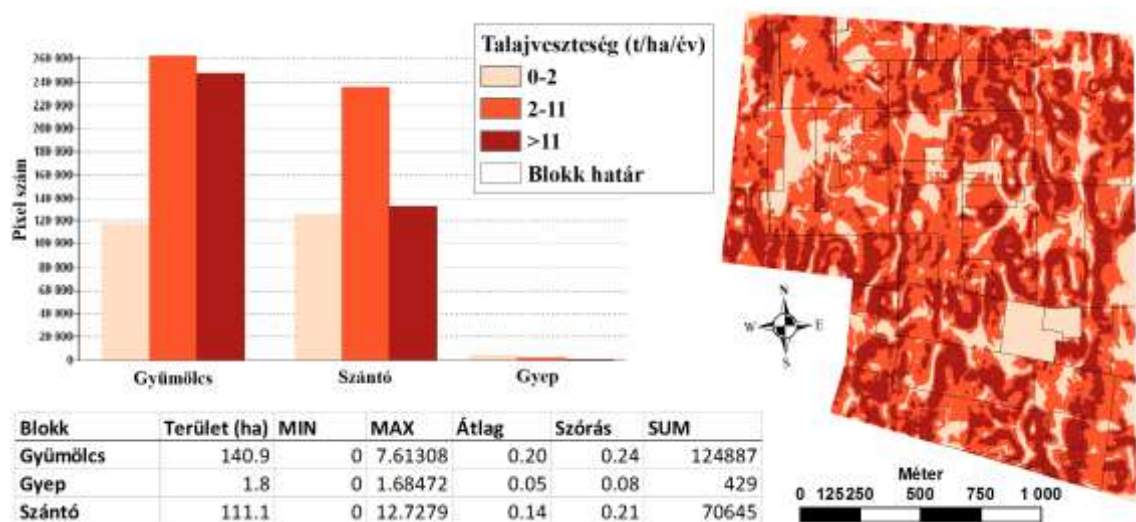 Talajveszteség (t/ha/év)
0-2
2-11
>11
Blokk határ
Pixel szám
260 000
240 000
220 000
200 000
180 000
160 000
140 000
120 000
100 000
80 000
60 000
40 000
20 000
0
Gyümölcs Szántó Gyep
N
W E
S
Blokk Terület (ha) MIN MAX Átlag Szórás SUM
Gyümölcs 140.9 0 7.61308 0.20 0.24 124887
Gyep 1.8 0 1.68472 0.05 0.08 429
Szántó 111.1 0 12.7279 0.14 0.21 70645
Méter
0 125 250 500 750 1 000